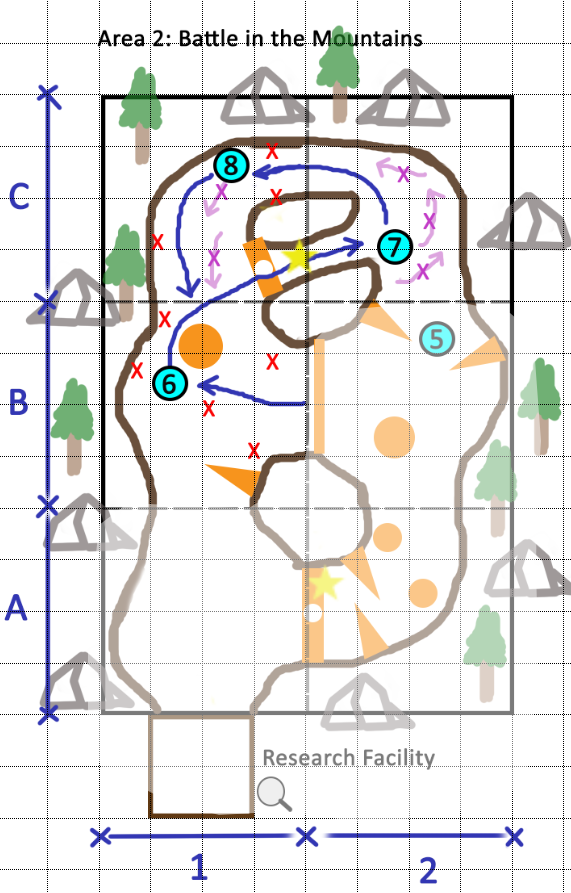 Area 2: Battle in the Mountains
8
X
X
C
X
X
X
7
X
X
X
X
X
5
B
X
X
6
X
X
A
Research Facility
1
2